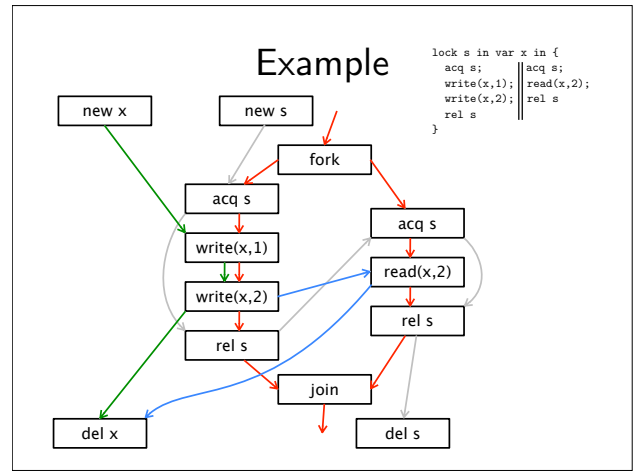 Example
lock s in var x in {
acq s; acq s;
write(x,1); read(x,2);
write(x,2); rel s
rel s
}
new x
new s
fork
acq s
acq s
write(x,1)
read(x,2)
write(x,2)
rel s
rel s
join
del x
del s